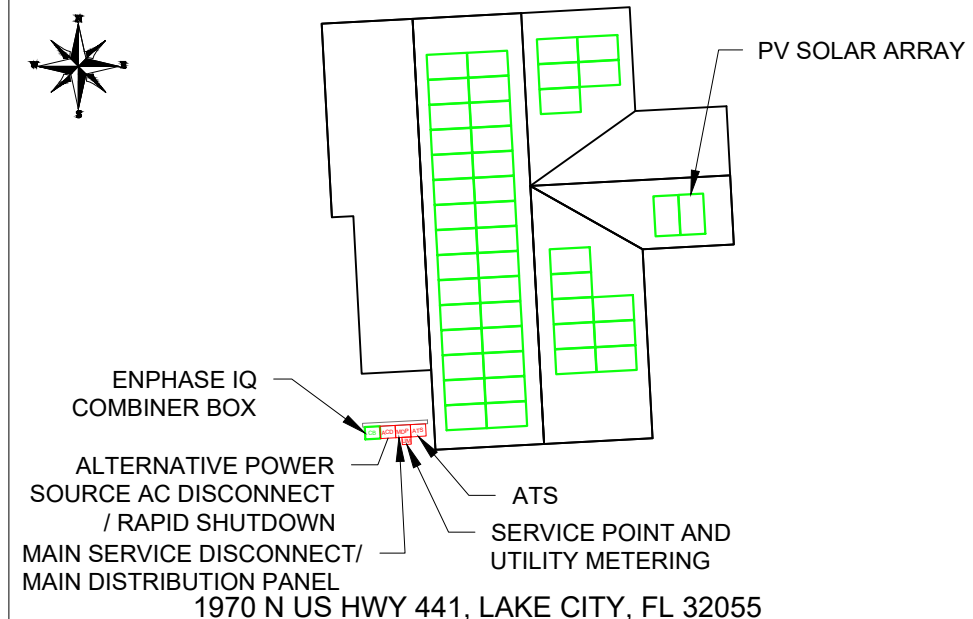 N
S
PV SOLAR ARRAY
ENPHASE IQ
COMBINER BOX
CB ACD MDP ATS
ALTERNATIVE POWER
SOURCE AC DISCONNECT
/ RAPID SHUTDOWN
MAIN SERVICE DISCONNECT/
MAIN DISTRIBUTION PANEL
ATS
SERVICE POINT AND
UTILITY METERING
1970 N US HWY 441, LAKE CITY, FL 32055